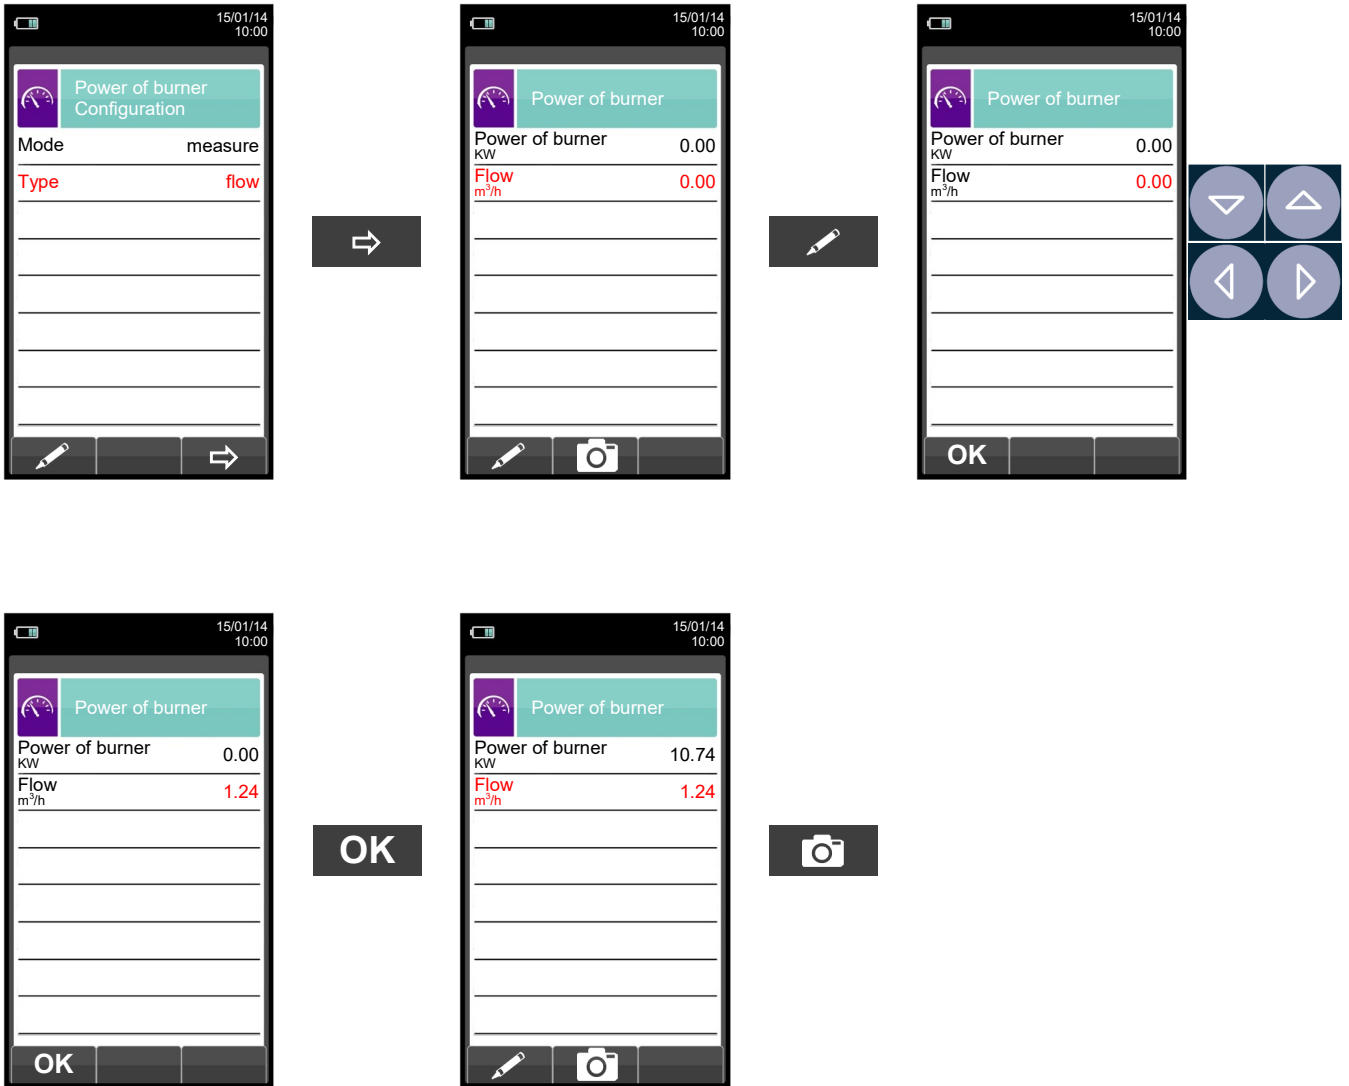 15/01/14
10:00
Power of burner
Configuration
Mode measure
Type flow
15/01/14
10:00
Power of burner
Power of burner 0.00
KW
Flow 0.00
m³/h
15/01/14
10:00
Power of burner
Power of burner 0.00
KW
Flow 0.00
m³/h
OK
15/01/14
10:00
Power of burner
Power of burner 0.00
KW
Flow 1.24
m³/h
OK
OK
15/01/14
10:00
Power of burner
Power of burner 10.74
KW
Flow 1.24
m³/h